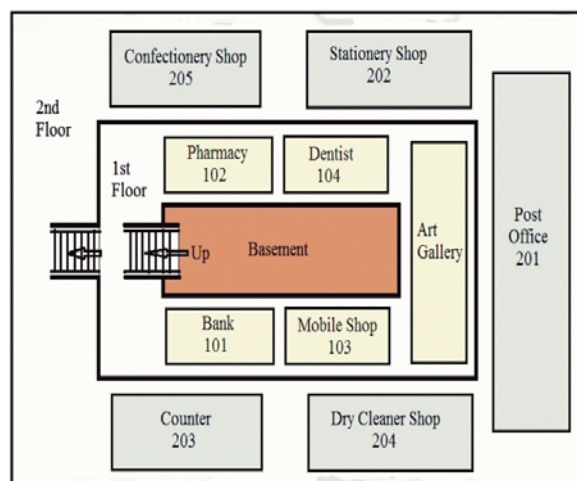 Confectionery Shop
205
Stationery Shop
202
2nd
Floor
Pharmacy
102
Dentist
104
1st
Floor
Art
Gallery
Post
Office
201
Up
Basement
Bank
101
Mobile Shop
103
Counter
203
Dry Cleaner Shop
204